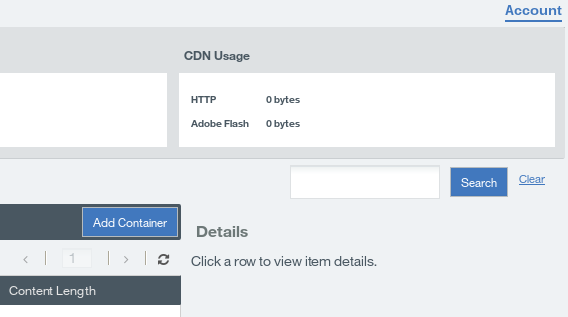 Account
CDN Usage
HTTP 0 bytes
Adobe Flash 0 bytes
Search Clear
Add Container
Details
1
Click a row to view item details.
Content Length